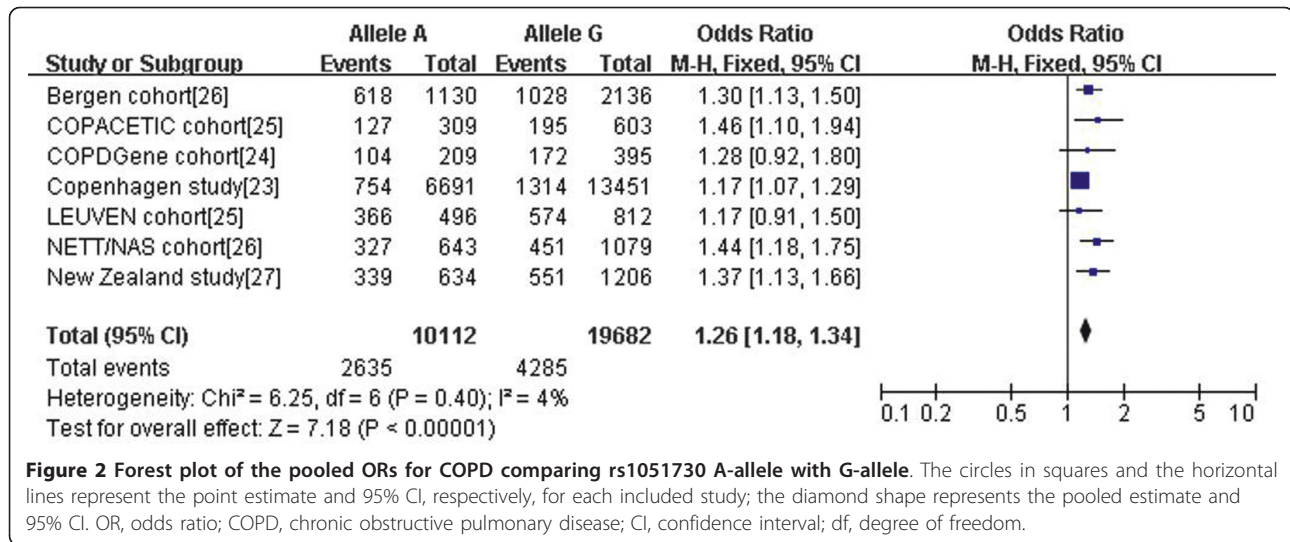 Allele A Allele G Odds Ratio Odds Ratio
Study or Subgroup Events Total Events Total M-H, Fixed, 95% CI M-H, Fixed, 95% CI
Bergen cohort[26] 618 1130 1028 2136 1.30 [1.13, 1.50]
COPACETIC cohort[25] 127 309 195 603 1.46 [1.10, 1.94]
COPDGene cohort[24] 104 209 172 395 1.28 [0.92, 1.80]
Copenhagen study[23] 754 6691 1314 13451 1.17 [1.07, 1.29]
LEUVEN cohort[25] 366 496 574 812 1.17 [0.91, 1.50]
NETT/NAS cohort[26] 327 643 451 1079 1.44 [1.18, 1.75]
New Zealand study[27] 339 634 551 1206 1.37 [1.13, 1.66]
Total (95% CI) 10112 19682 1.26 [1.18, 1.34]
Total events 2635 4285
Heterogeneity: Chi² = 6.25, df = 6 (P = 0.40); I² = 4%
Test for overall effect: Z = 7.18 (P < 0.00001)
0.1 0.2 0.5 1 2 5 10
Figure 2 Forest plot of the pooled ORs for COPD comparing rs1051730 A-allele with G-allele. The circles in squares and the horizontal
lines represent the point estimate and 95% CI, respectively, for each included study; the diamond shape represents the pooled estimate and
95% CI. OR, odds ratio; COPD, chronic obstructive pulmonary disease; CI, confidence interval; df, degree of freedom.